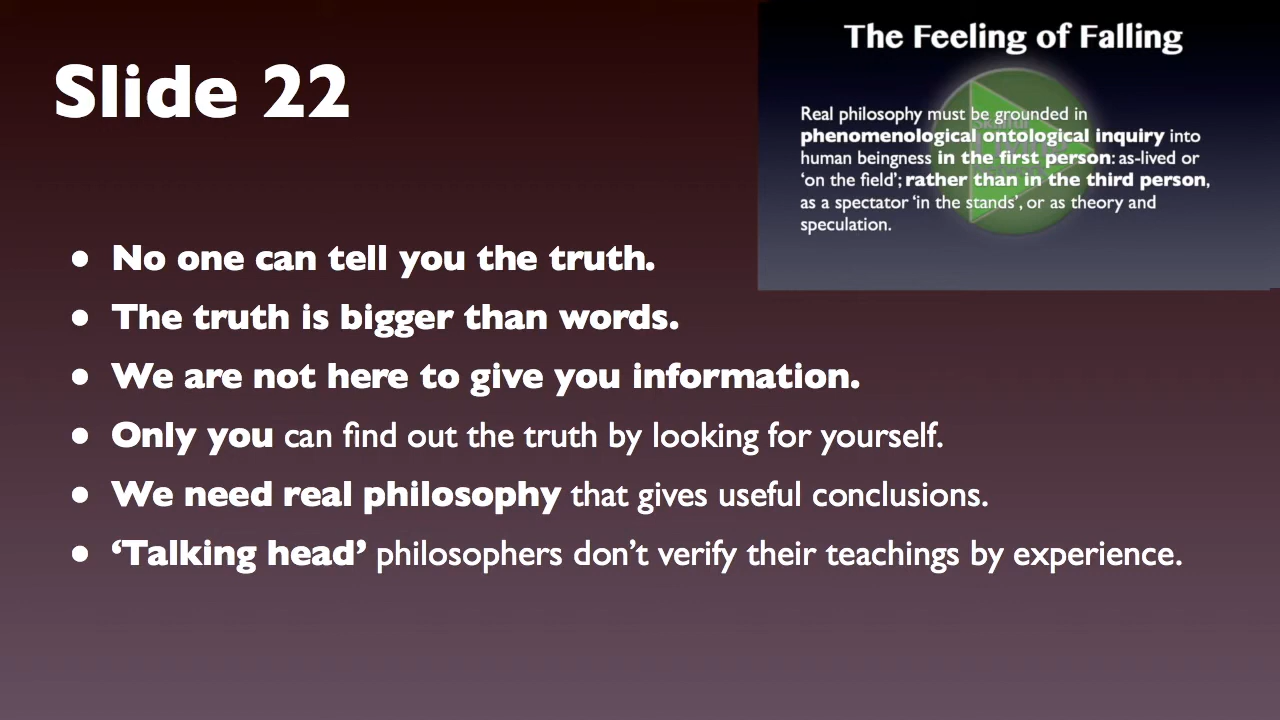 Slide 22
The Feeling of Falling
Real philosophy must be grounded in
phenomenological ontological inquiry into
human beingness in the first person: as-lived or
‘on the field’; rather than in the third person,
as a spectator ‘in the stands’, or as theory and
speculation.
• No one can tell you the truth.
• The truth is bigger than words.
• We are not here to give you information.
• Only you can find out the truth by looking for yourself.
• We need real philosophy that gives useful conclusions.
• ‘Talking head’ philosophers don’t verify their teachings by experience.